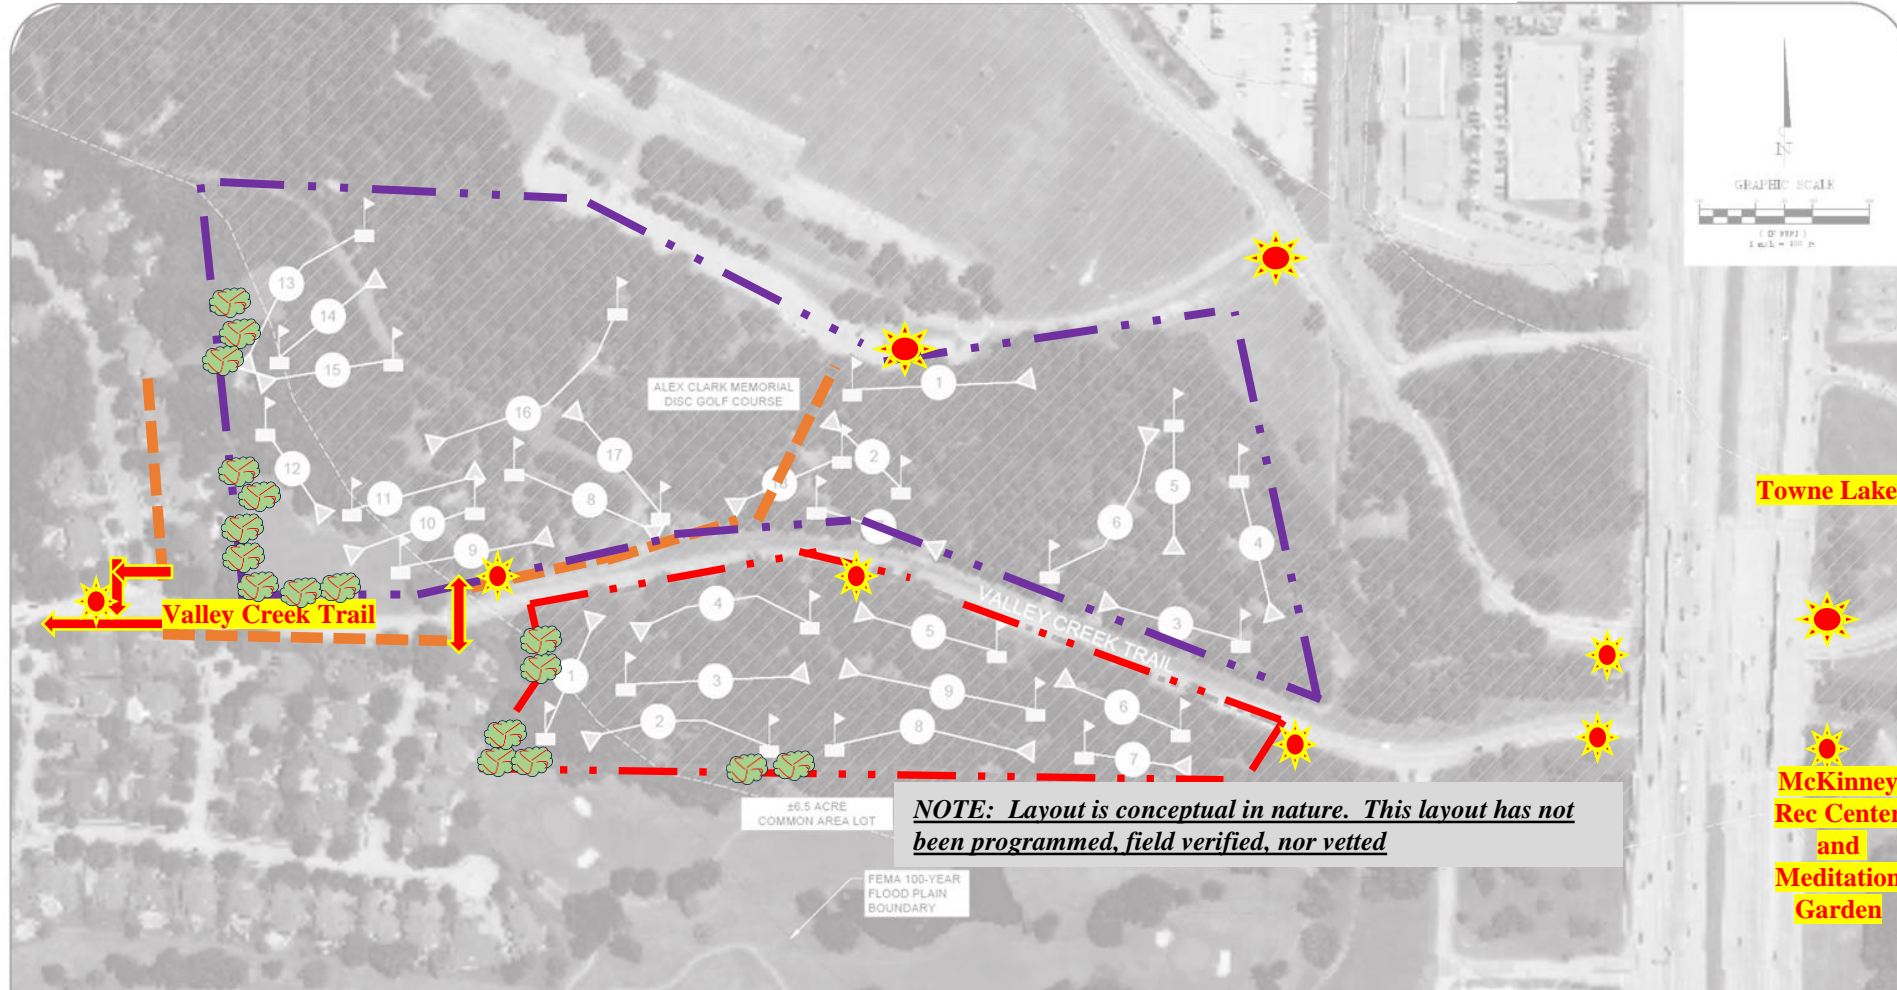 N
GRAPHIC SCALE
( IN FEET )
13
14
15
ALEX CLARK MEMORIAL
DISC GOLF COURSE
1
16
12
17
18
2
5
11
8
10
6
4
9
Towne Lake
Valley Creek Trail
4
5
VALLEY CREEK TRAIL
3
1
3
9
6
2
8
7
±6.5 ACRE
COMMON AREA LOT
NOTE: Layout is conceptual in nature. This layout has not
been programmed, field verified, nor vetted
McKinney
Rec Center
and
Meditation
Garden
FEMA 100-YEAR
FLOOD PLAIN
BOUNDARY